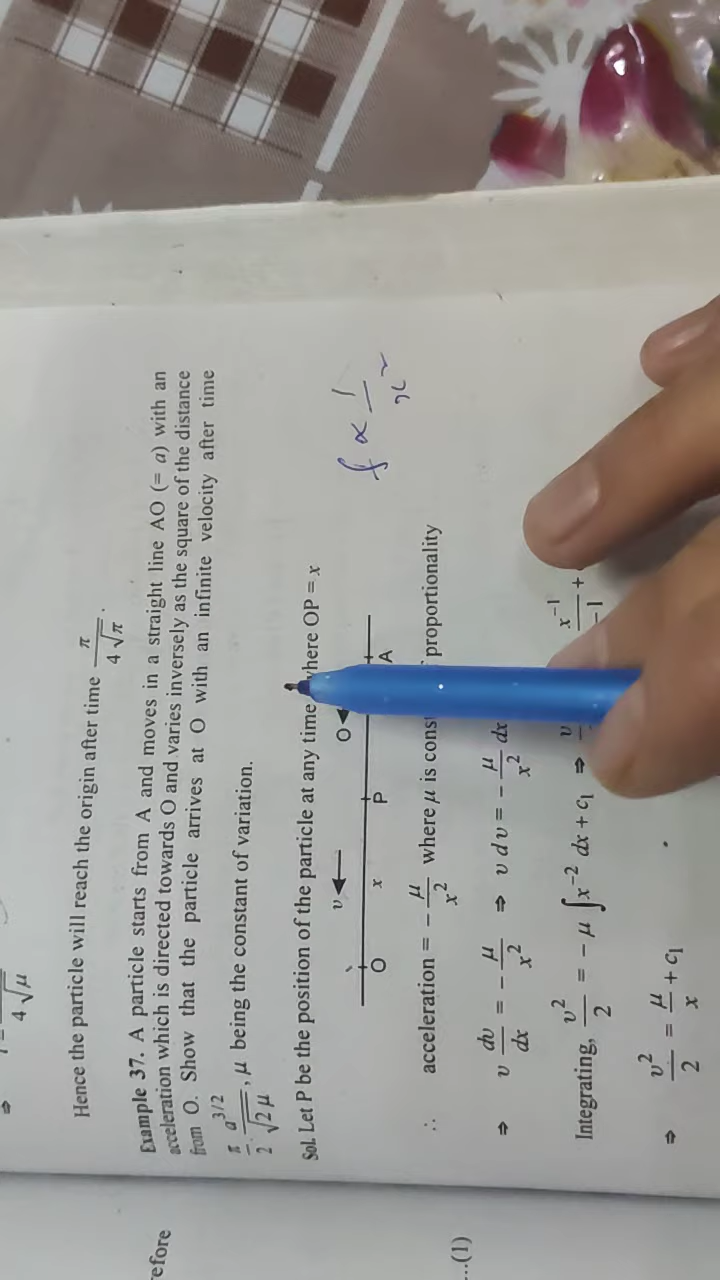 ⇒ 4√μ
Hence the particle will reach the origin after time π / 4√π .
Example 37. A particle starts from A and moves in a straight line AO (= a) with an
acceleration which is directed towards O and varies inversely as the square of the distance
from O. Show that the particle arrives at O with an infinite velocity after time
π/2 . a^3/2 / √2μ , μ being the constant of variation.
Sol. Let P be the position of the particle at any time where OP = x
v O
O x P A
f ∝ 1/x²
∴ acceleration = − μ/x² where μ is const proportionality
⇒ v dv/dx = − μ/x² ⇒ v dv = − μ/x² dx
Integrating, v²/2 = − μ ∫x⁻² dx + c₁ ⇒ v x⁻¹/−1 +
⇒ v²/2 = μ/x + c₁
efore
...(1)